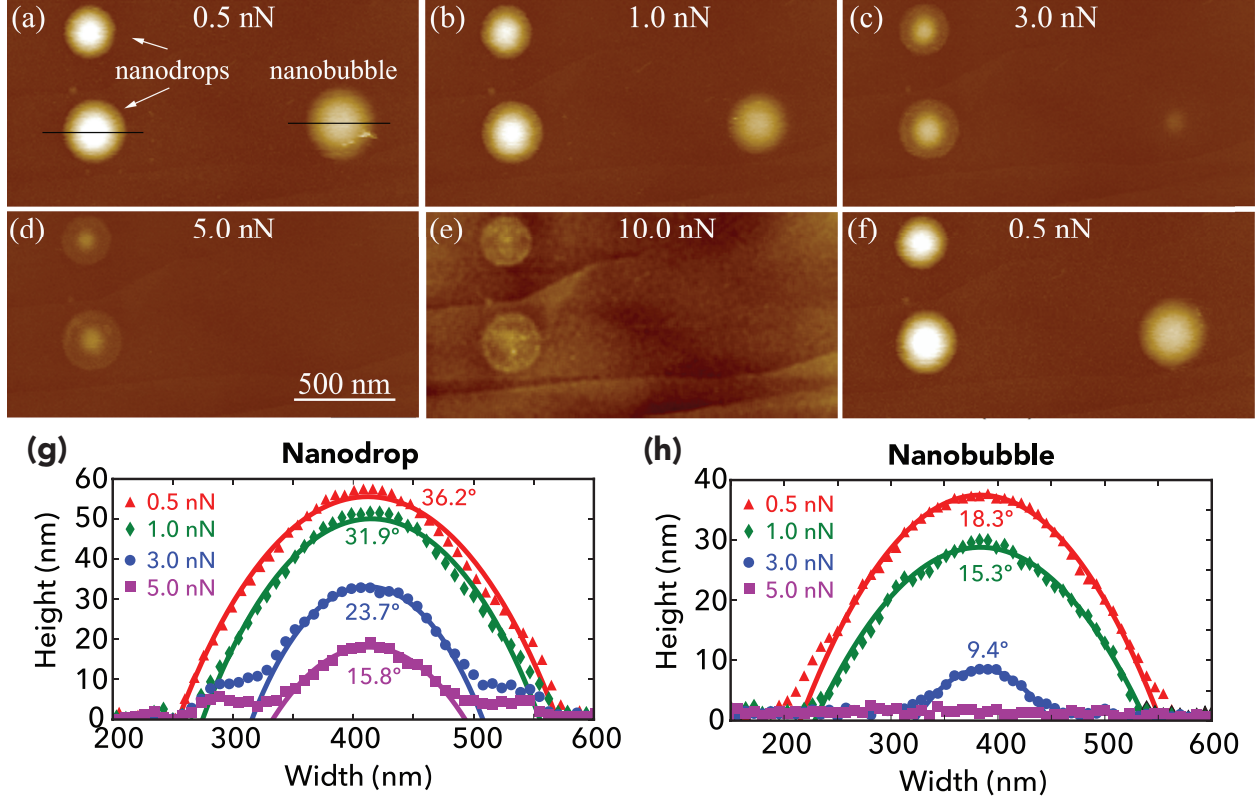 (a) 0.5 nN
nanodrops
nanobubble
(b) 1.0 nN
(c) 3.0 nN
(d) 5.0 nN
500 nm
(e) 10.0 nN
(f) 0.5 nN
(g) Nanodrop
60
50
40
30
20
10
0
Height (nm)
0.5 nN
1.0 nN
3.0 nN
5.0 nN
36.2°
31.9°
23.7°
15.8°
200 300 400 500 600
Width (nm)
(h) Nanobubble
40
30
20
10
0
Height (nm)
0.5 nN
1.0 nN
3.0 nN
5.0 nN
18.3°
15.3°
9.4°
200 300 400 500 600
Width (nm)